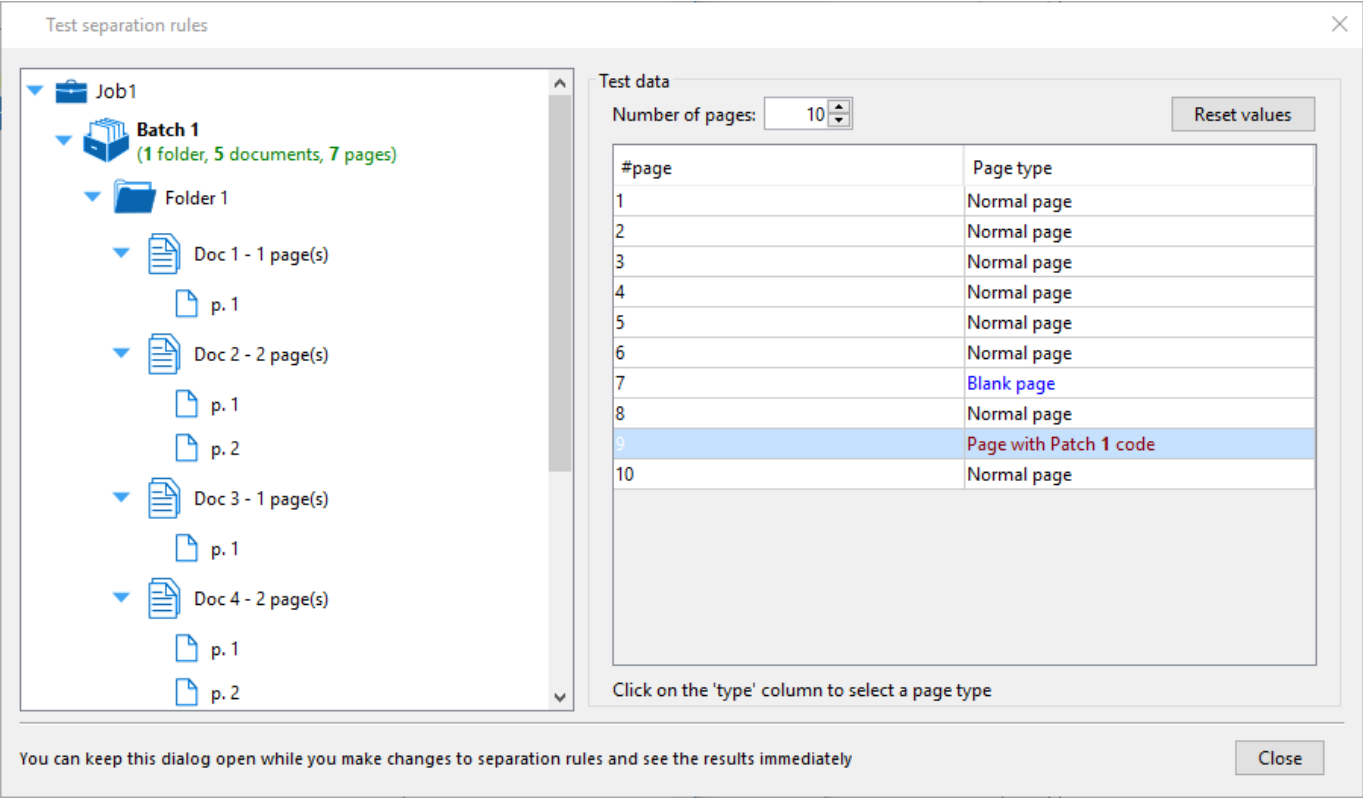 Test separation rules
Job1
Batch 1
(1 folder, 5 documents, 7 pages)
Folder 1
Doc 1 - 1 page(s)
p. 1
Doc 2 - 2 page(s)
p. 1
p. 2
Doc 3 - 1 page(s)
p. 1
Doc 4 - 2 page(s)
p. 1
p. 2
Test data
Number of pages: 10
Reset values
#page Page type
1 Normal page
2 Normal page
3 Normal page
4 Normal page
5 Normal page
6 Normal page
7 Blank page
8 Normal page
9 Page with Patch 1 code
10 Normal page
Click on the 'type' column to select a page type
You can keep this dialog open while you make changes to separation rules and see the results immediately
Close